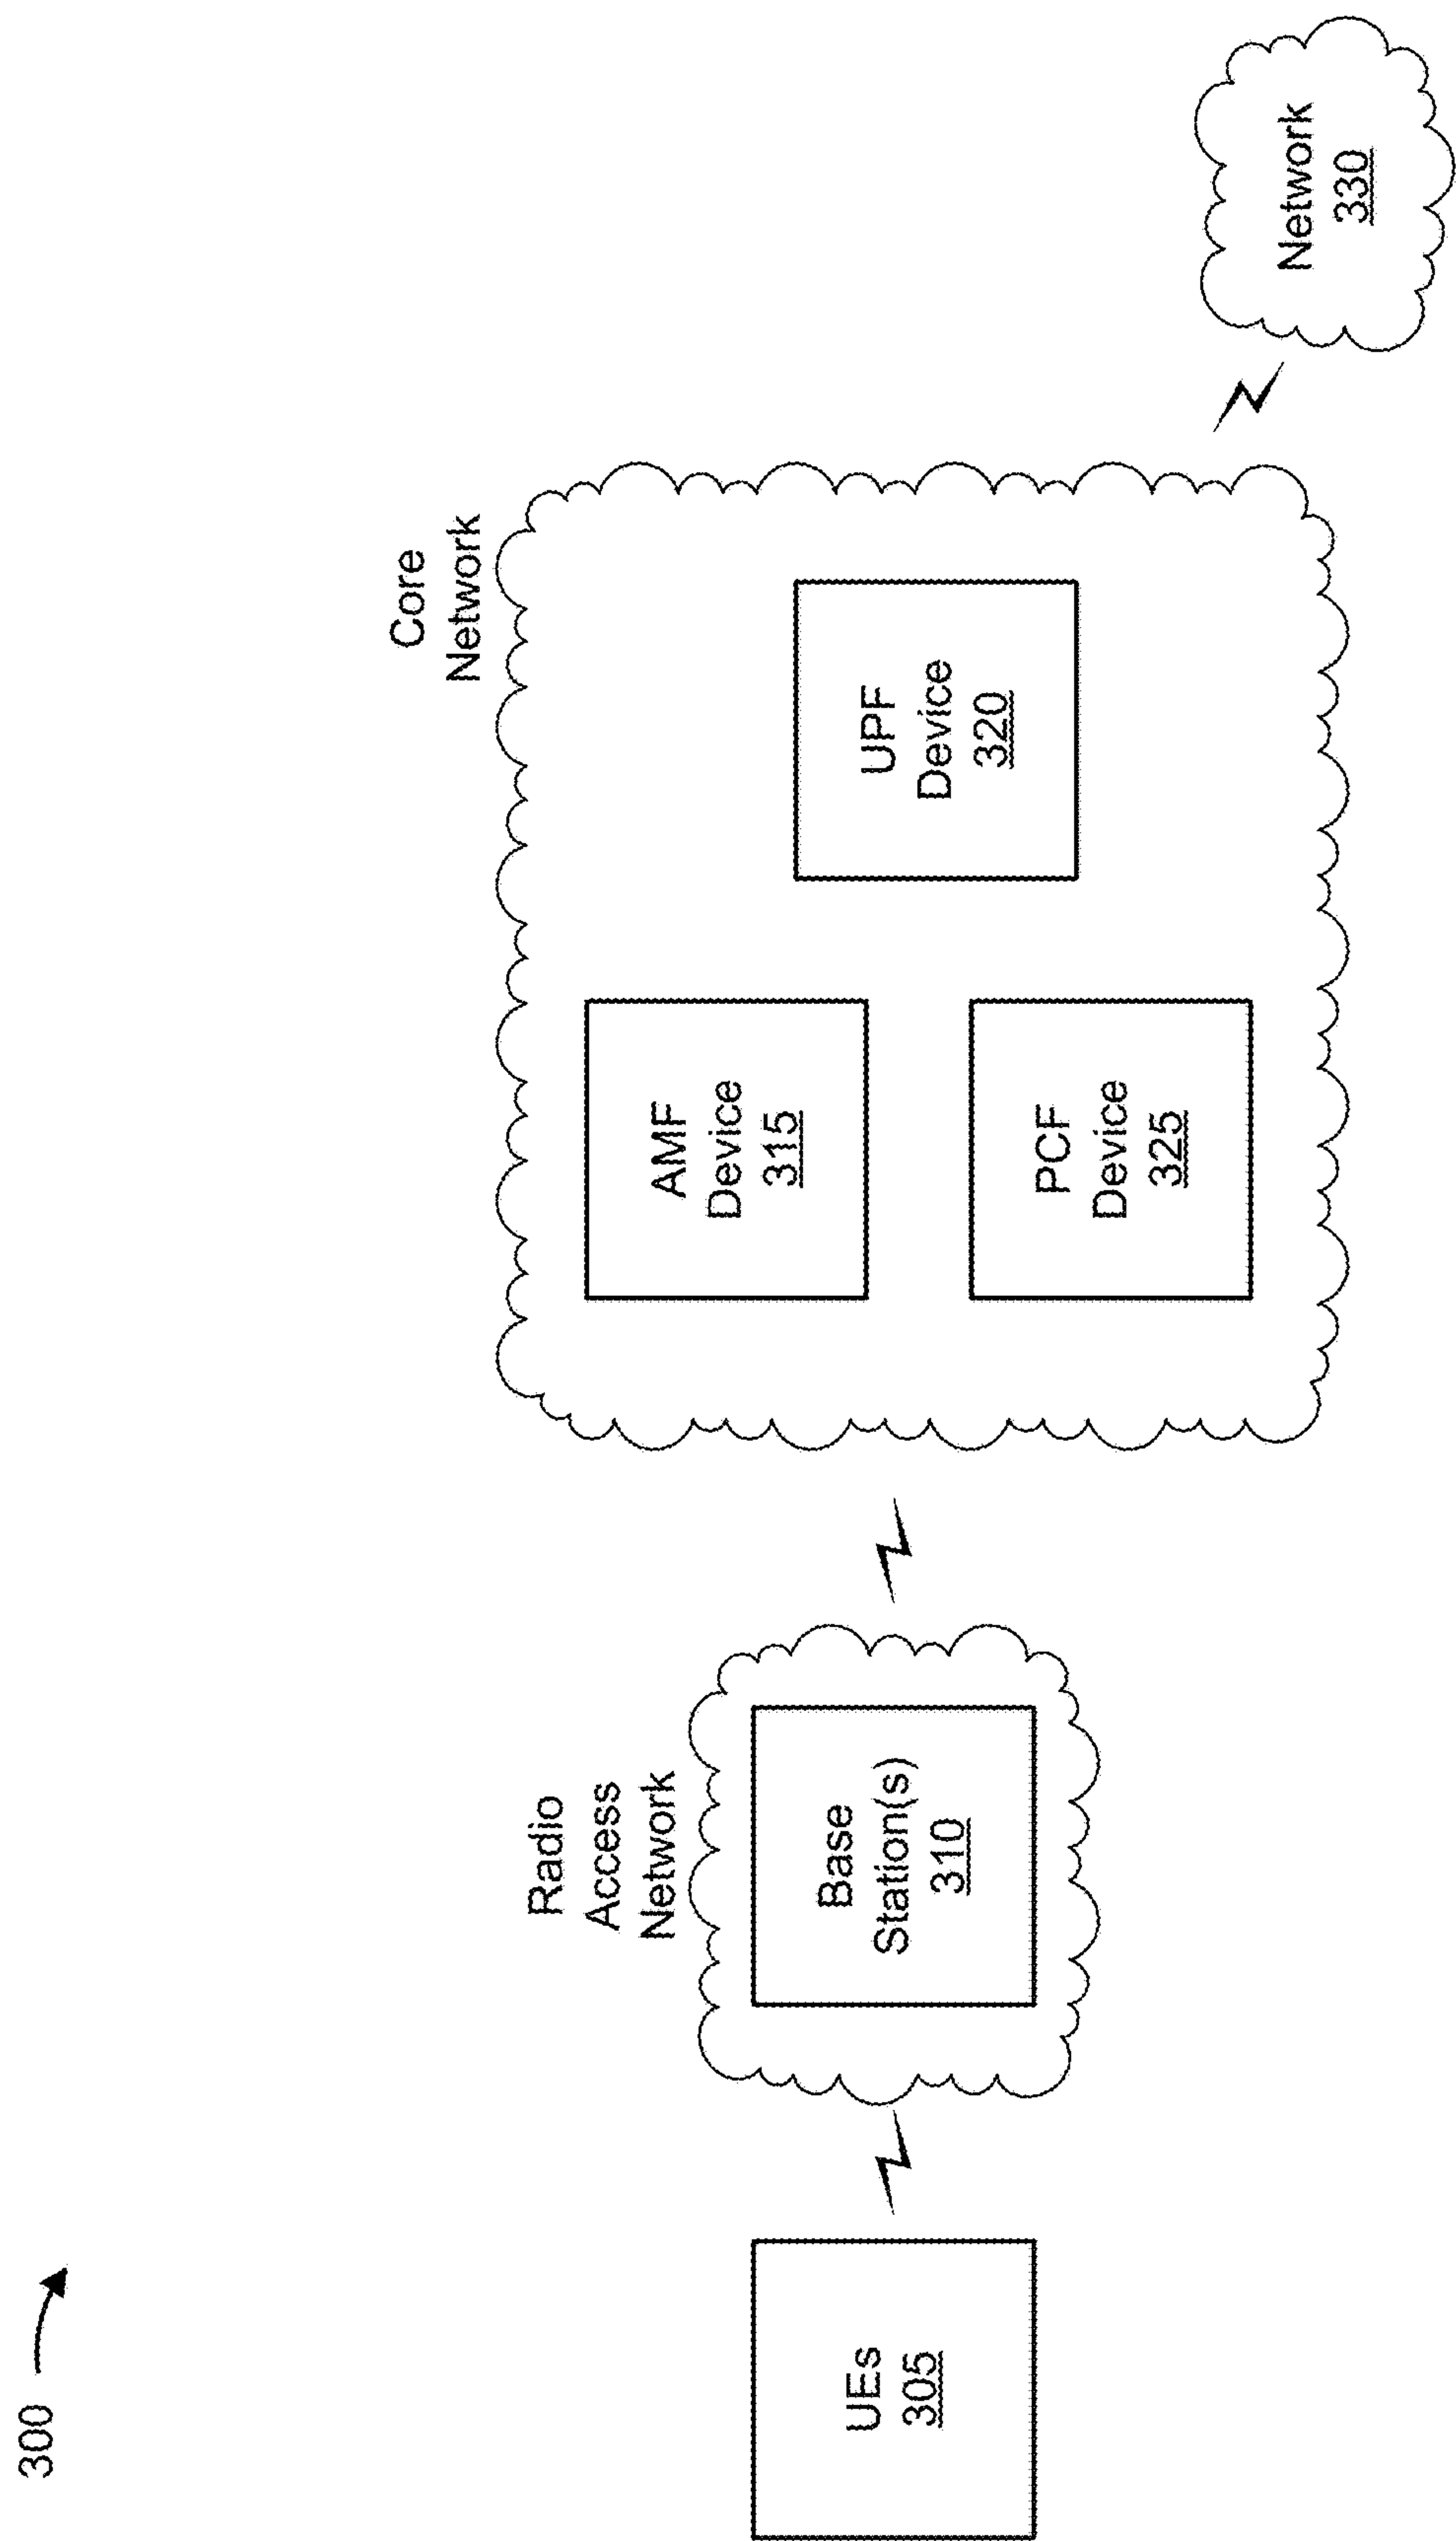 300
Radio
Access
Network
Core
Network
UEs
305
Base
Station(s)
310
AMF
Device
315
UPF
Device
320
PCF
Device
325
Network
330